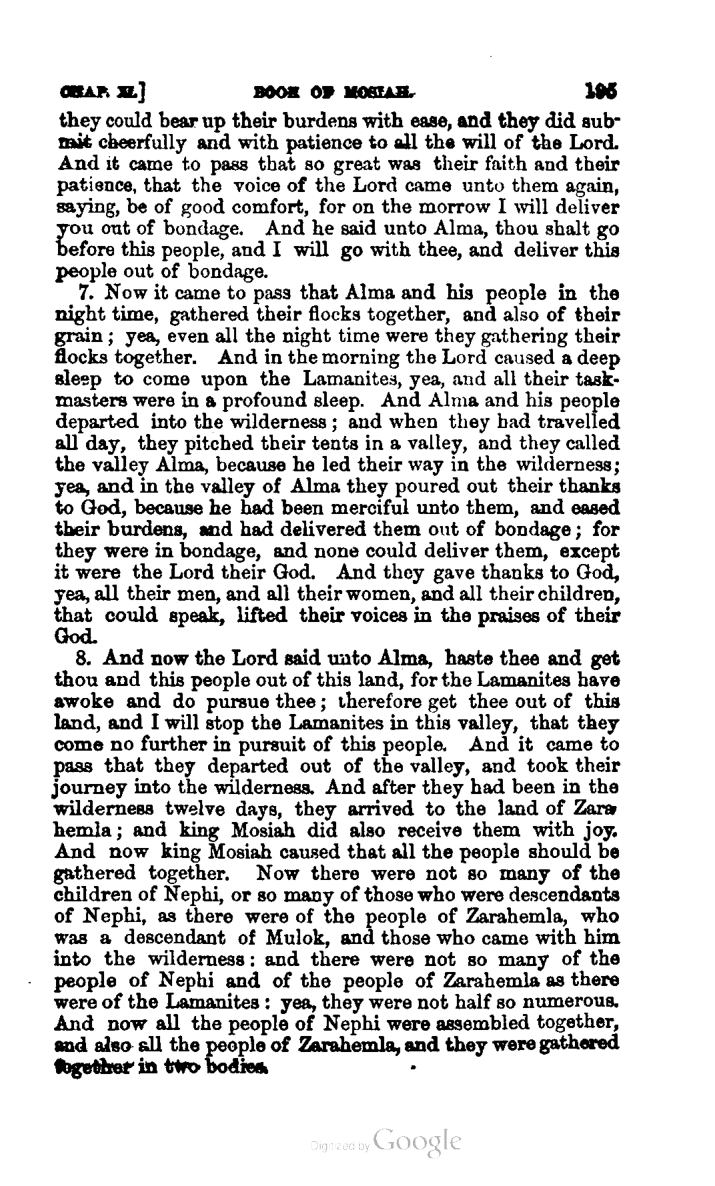 CHAP. XI.] BOOK OF MOSIAH. 195
they could bear up their burdens with ease, and they did sub-
mit cheerfully and with patience to all the will of the Lord.
And it came to pass that so great was their faith and their
patience, that the voice of the Lord came unto them again,
saying, be of good comfort, for on the morrow I will deliver
you out of bondage. And he said unto Alma, thou shalt go
before this people, and I will go with thee, and deliver this
people out of bondage.
7. Now it came to pass that Alma and his people in the
night time, gathered their flocks together, and also of their
grain; yea, even all the night time were they gathering their
flocks together. And in the morning the Lord caused a deep
sleep to come upon the Lamanites, yea, and all their task-
masters were in a profound sleep. And Alma and his people
departed into the wilderness; and when they had travelled
all day, they pitched their tents in a valley, and they called
the valley Alma, because he led their way in the wilderness;
yea, and in the valley of Alma they poured out their thanks
to God, because he had been merciful unto them, and eased
their burdens, and had delivered them out of bondage; for
they were in bondage, and none could deliver them, except
it were the Lord their God. And they gave thanks to God,
yea, all their men, and all their women, and all their children,
that could speak, lifted their voices in the praises of their
God.
8. And now the Lord said unto Alma, haste thee and get
thou and this people out of this land, for the Lamanites have
awoke and do pursue thee; therefore get thee out of this
land, and I will stop the Lamanites in this valley, that they
come no further in pursuit of this people. And it came to
pass that they departed out of the valley, and took their
journey into the wilderness. And after they had been in the
wilderness twelve days, they arrived to the land of Zara-
hemla; and king Mosiah did also receive them with joy.
And now king Mosiah caused that all the people should be
gathered together. Now there were not so many of the
children of Nephi, or so many of those who were descendants
of Nephi, as there were of the people of Zarahemla, who
was a descendant of Mulok, and those who came with him
into the wilderness: and there were not so many of the
people of Nephi and of the people of Zarahemla as there
were of the Lamanites: yea, they were not half so numerous.
And now all the people of Nephi were assembled together,
and also all the people of Zarahemla, and they were gathered
together in two bodies.
Digitized by Google